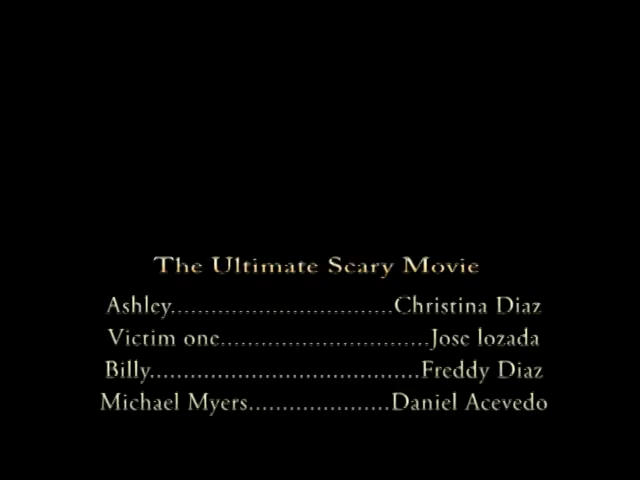 The Ultimate Scary Movie
Ashley.................................Christina Diaz
Victim one...............................Jose lozada
Billy........................................Freddy Diaz
Michael Myers.....................Daniel Acevedo